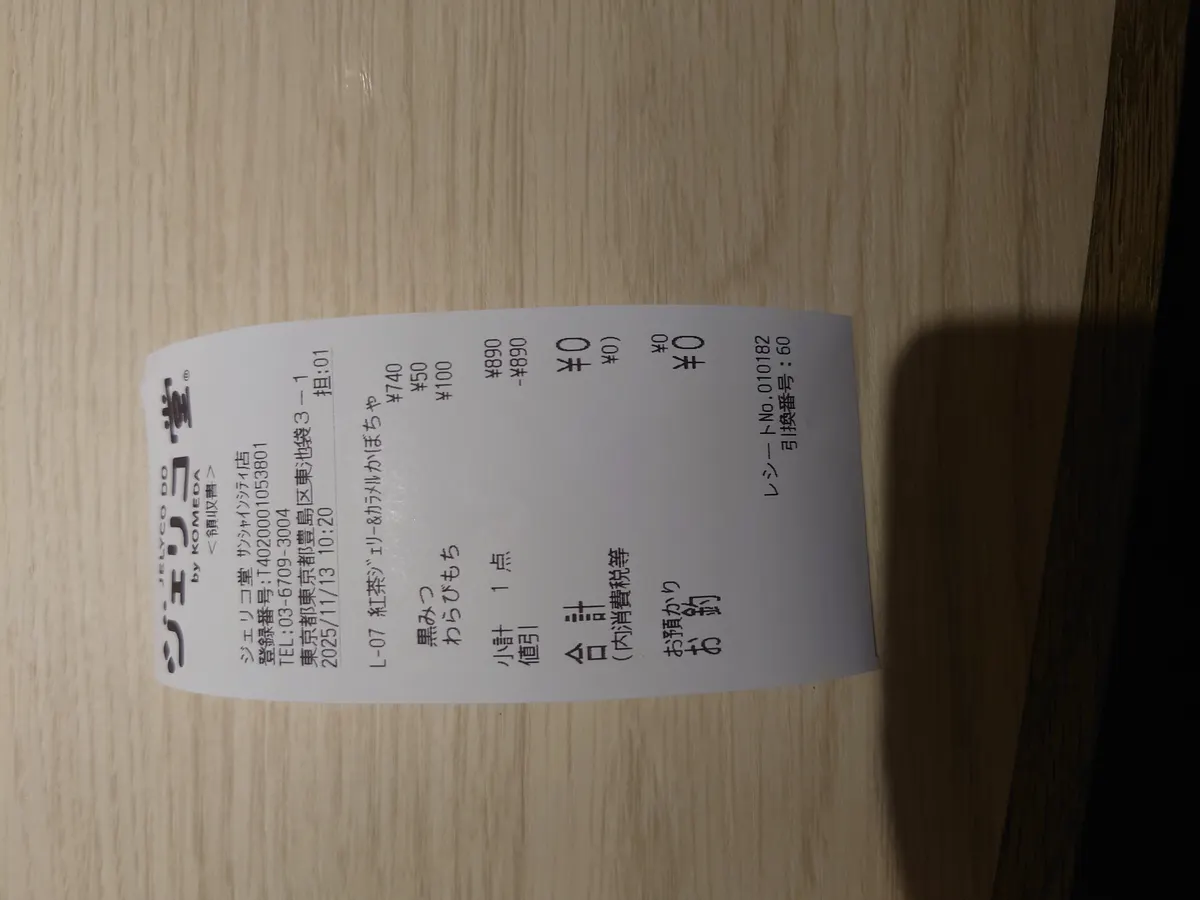 JELYCO DO
ジェリコ堂®
by KOMEDA
<領収書>
ジェリコ堂 サンシャインシティ店
登録番号:T4020001053801
TEL:03-6709-3004
東京都東京都豊島区東池袋3-1
2025/11/13 10:20 担:01
L-07 紅茶ジェリー&カラメルかぼちゃ
¥740
黒みつ ¥50
わらびもち ¥100
小計 1点 ¥890
値引 -¥890
合計 ¥0
(内消費税等 ¥0)
お預かり ¥0
お釣 ¥0
レシートNo.010182
引換番号:60